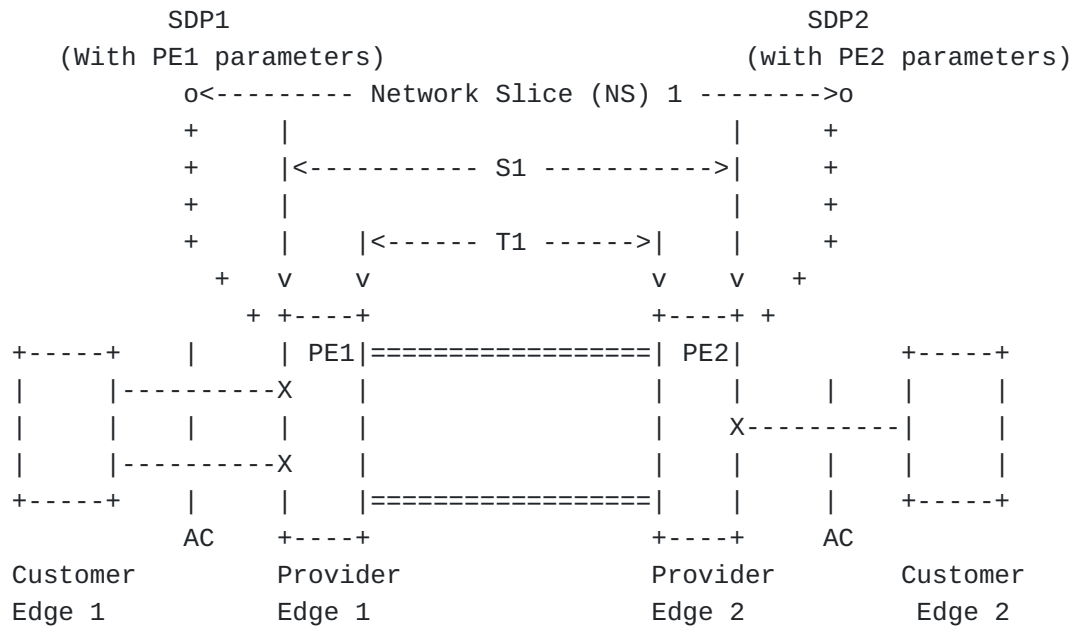 SDP1 SDP2
(With PE1 parameters) (with PE2 parameters)
o<--------- Network Slice (NS) 1 -------->o
+ | | +
+ |<----------- S1 ----------->| +
+ | | +
+ | |<------ T1 ------>| | +
+ v v v v +
+ +----+ +----+ +
+-----+ | | PE1|==================| PE2| +-----+
| |----------X | | | | | |
| | | | | | X----------| |
| |----------X | | | | | |
+-----+ | | |==================| | | +-----+
AC +----+ +----+ AC
Customer Provider Provider Customer
Edge 1 Edge 1 Edge 2 Edge 2